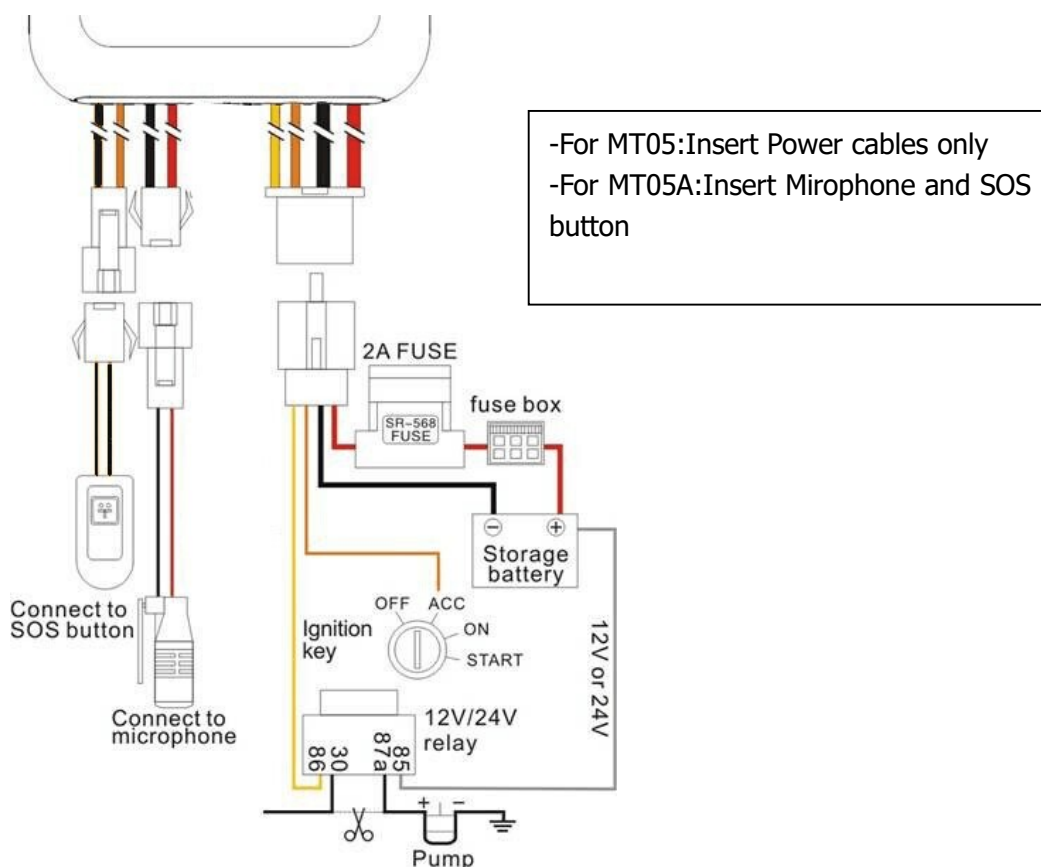 -For MT05:Insert Power cables only
-For MT05A:Insert Mirophone and SOS
button
2A FUSE
SR-568
FUSE
fuse box
Storage
battery
Connect to
SOS button
Connect to
microphone
Ignition
key
OFF
ACC
ON
START
12V or 24V
12V/24V
relay
86
30
87a
85
Pump